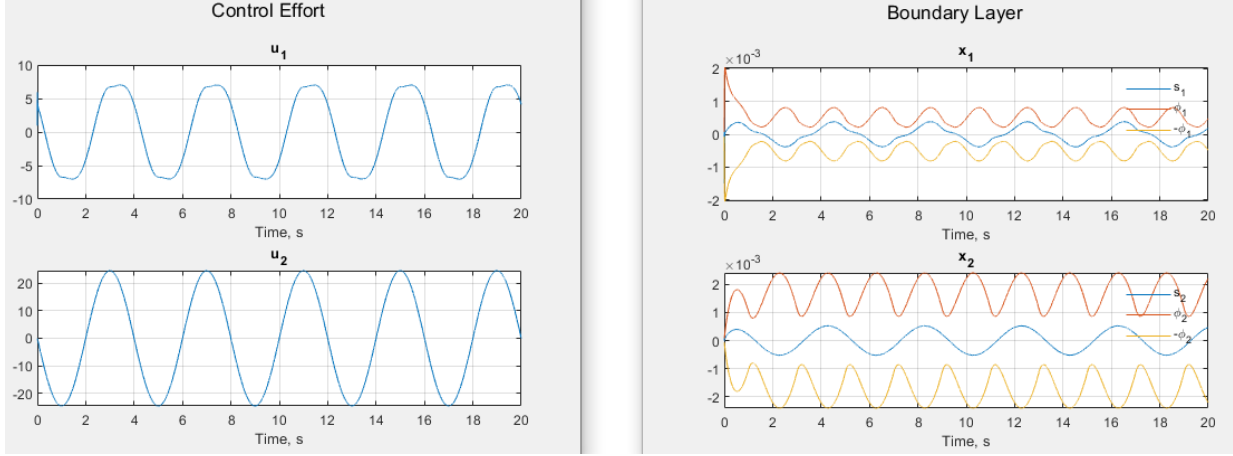 Control Effort
u1
10
5
0
-5
-10
0 2 4 6 8 10 12 14 16 18 20
Time, s
u2
20
10
0
-10
-20
0 2 4 6 8 10 12 14 16 18 20
Time, s
Boundary Layer
x1
×10-3
2
1
0
-1
-2
s1
ϕ1
-ϕ1
0 2 4 6 8 10 12 14 16 18 20
Time, s
x2
×10-3
2
1
0
-1
-2
s2
ϕ2
-ϕ2
0 2 4 6 8 10 12 14 16 18 20
Time, s